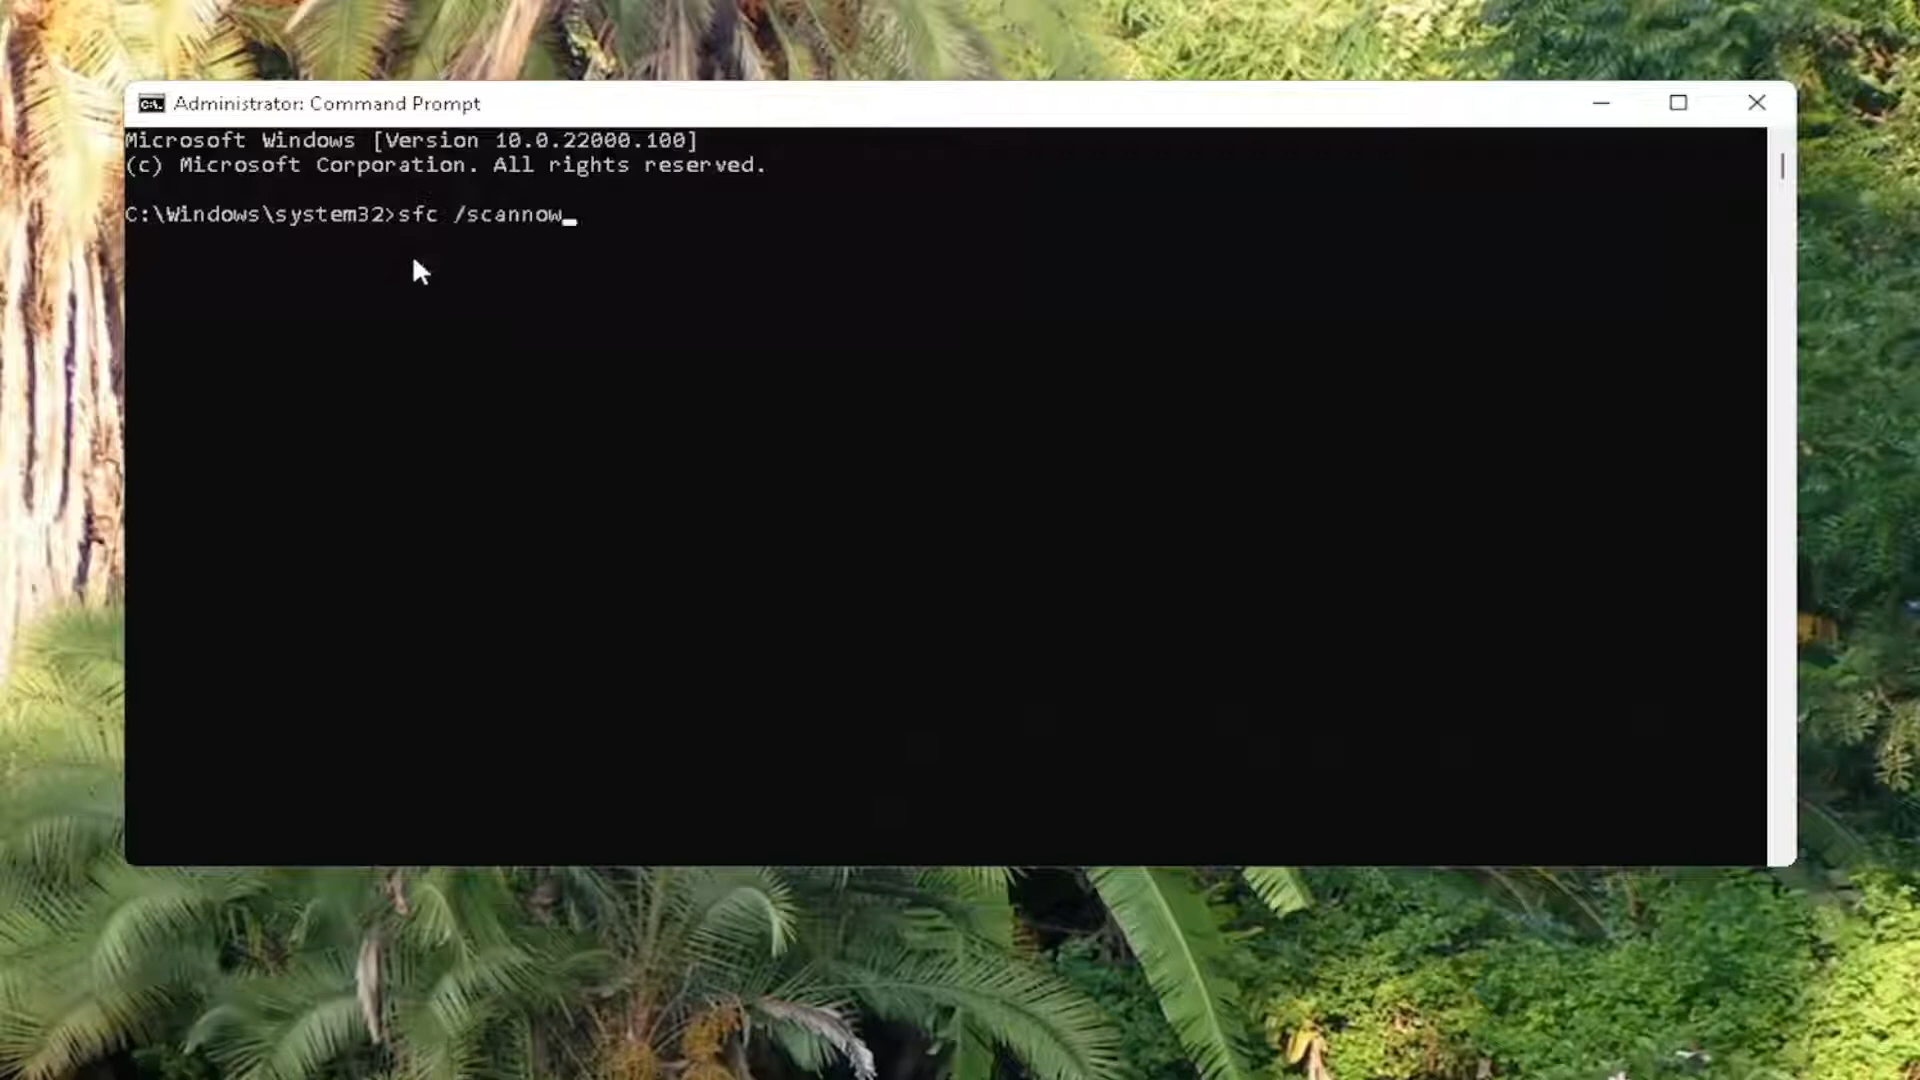 Administrator: Command Prompt
Microsoft Windows [Version 10.0.22000.100]
(c) Microsoft Corporation. All rights reserved.
C:\Windows\system32>sfc /scannow